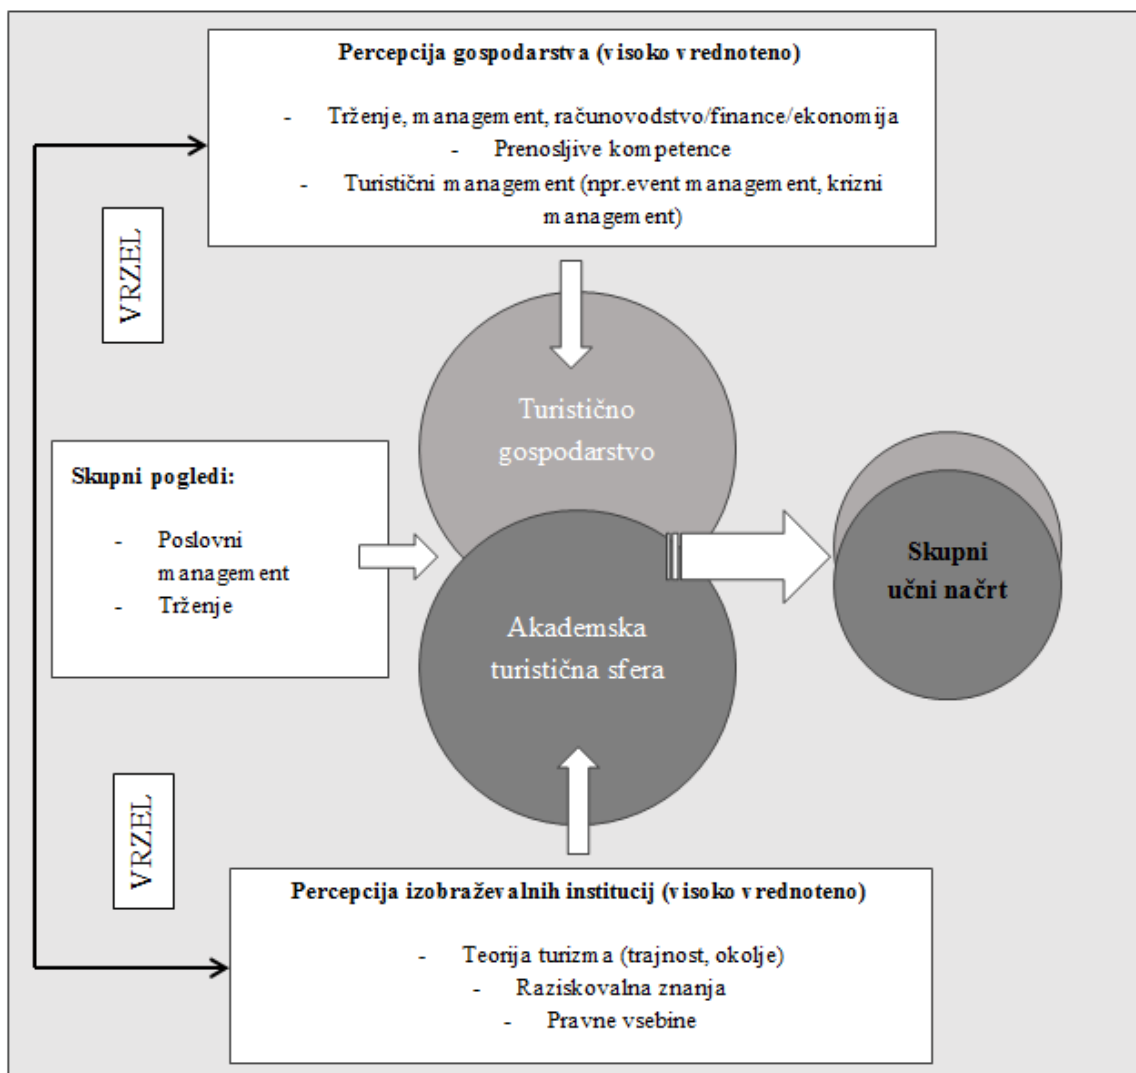 Percepcija gospodarstva (visoko vrednoteno)
- Trženje, management, računovodstvo/finance/ekonomija
- Prenosljive kompetence
- Turistični management (npr.event management, krizni
management)
VRZEL
Turistično
gospodarstvo
Skupni pogledi:
- Poslovni
management
- Trženje
Skupni
učni načrt
Akademska
turistična sfera
VRZEL
Percepcija izobraževalnih institucij (visoko vrednoteno)
- Teorija turizma (trajnost, okolje)
- Raziskovalna znanja
- Pravne vsebine